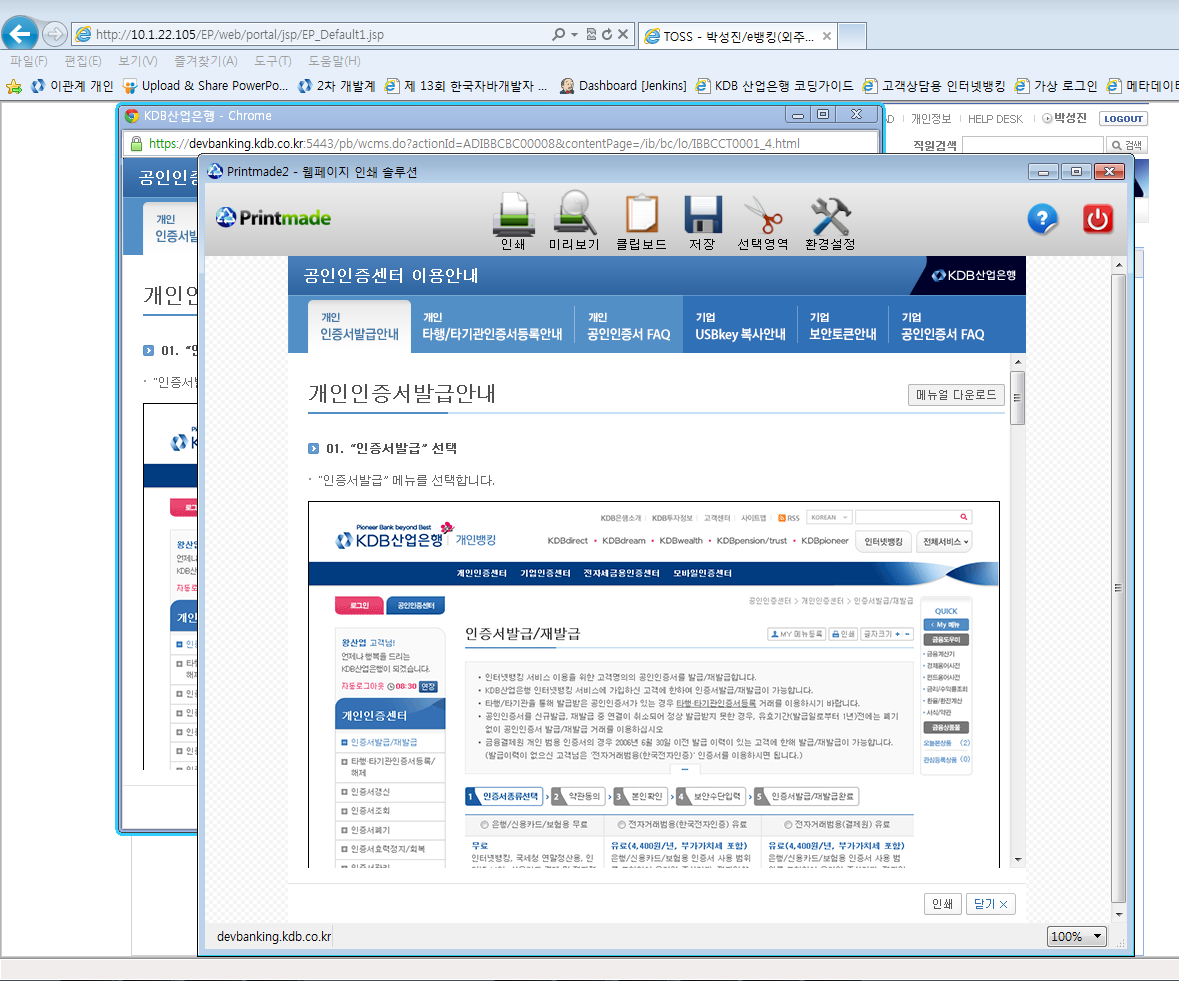 http://10.1.22.105/EP/web/portal/jsp/EP_Default1.jsp
TOSS - 박성진/e뱅킹(외주...
파일(F) 편집(E) 보기(V) 즐겨찾기(A) 도구(T) 도움말(H)
이관계 개인
Upload & Share PowerPo...
2차 개발계
제 13회 한국자바개발자 ...
Dashboard [Jenkins]
KDB 산업은행 코딩가이드
고객상담용 인터넷뱅킹
가상 로그인
메타데이터
개인정보 HELP DESK 박성진 LOGOUT
직원검색 검색
KDB산업은행 - Chrome
https://devbanking.kdb.co.kr:5443/pb/wcms.do?actionId=ADIBBCBC00008&contentPage=/ib/bc/lo/IBBCCT0001_4.html
공인인증
개인
인증서발
개인인
01. "인
· "인증서
Printmade2 - 웹페이지 인쇄 솔루션
Printmade
인쇄 미리보기 클립보드 저장 선택영역 환경설정
공인인증센터 이용안내
KDB산업은행
개인
인증서발급안내
개인
타행/타기관인증서등록안내
개인
공인인증서 FAQ
기업
USBkey 복사안내
기업
보안토큰안내
기업
공인인증서 FAQ
개인인증서발급안내
메뉴얼 다운로드
01. "인증서발급" 선택
· "인증서발급" 메뉴를 선택합니다.
KDB은행소개 KDB투자정보 고객센터 사이트맵 RSS KOREAN
Pioneer Bank beyond Best
KDB산업은행 개인뱅킹
KDBdirect • KDBdream • KDBwealth • KDBpension/trust • KDBpioneer
인터넷뱅킹 전체서비스
개인인증센터 기업인증센터 전자세금용인증센터 모바일인증센터
로그인 공인인증센터
공인인증센터 > 개인인증센터 > 인증서발급/재발급
왕산업 고객님!
언제나 행복을 드리는
KDB산업은행이 되겠습니다.
자동로그아웃 08:30 연장
개인인증센터
인증서발급/재발급
타행·타기관인증서등록/
해제
인증서갱신
인증서조회
인증서폐기
인증서효력정지/회복
인증서관리
인증서발급/재발급
MY 메뉴등록 인쇄 글자크기 + -
• 인터넷뱅킹 서비스 이용을 위한 고객명의의 공인인증서를 발급/재발급합니다.
• KDB산업은행 인터넷뱅킹 서비스에 가입하신 고객에 한하여 인증서발급/재발급이 가능합니다.
• 타행/타기관을 통해 발급받은 공인인증서가 있는 경우 타행·타기관인증서등록 거래를 이용하시기 바랍니다.
• 공인인증서를 신규발급, 재발급 중 연결이 취소되어 정상 발급받지 못한 경우, 유효기간(발급일로부터 1년)전에는 폐기
없이 공인인증서 발급/재발급 거래를 이용하십시오
• 금융결제원 개인 범용 인증서의 경우 2006년 6월 30일 이전 발급 이력이 있는 고객에 한해 발급/재발급이 가능합니다.
(발급이력이 없으신 고객님은 '전자거래범용(한국전자인증)' 인증서를 이용하시면 됩니다.)
1 인증서종류선택 2 약관동의 3 본인확인 4 보안수단입력 5 인증서발급/재발급완료
은행/신용카드/보험용 무료
전자거래범용(한국전자인증) 유료
전자거래범용(결제원) 유료
무료
인터넷뱅킹, 국세청 연말정산용, 인
유료(4,400원/년, 부가가치세 포함)
은행/신용카드/보험용 인증서 사용 범위
유료(4,400원/년, 부가가치세 포함)
은행/신용카드/보험용 인증서 사용 범
QUICK
< My 메뉴
금융도우미
금융계산기
경제용어사전
펀드용어사전
금리/수익률조회
환율/환전계산
서식/약관
금융상품몰
오늘본상품 (2)
관심등록상품 (0)
인쇄 닫기
devbanking.kdb.co.kr
100%